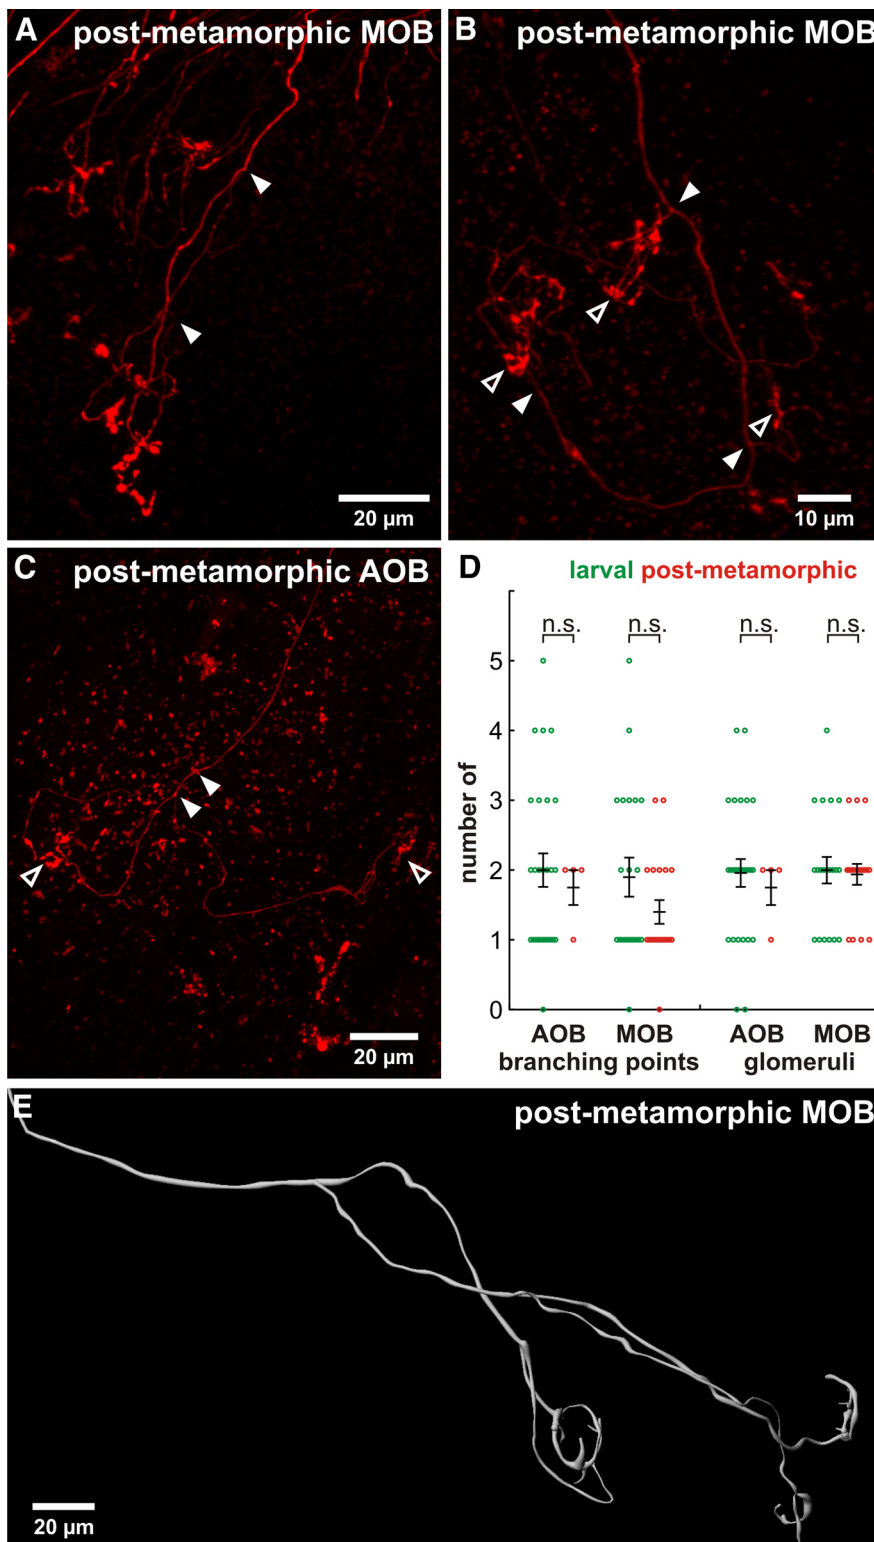 A post-metamorphic MOB
20 µm
B post-metamorphic MOB
10 µm
C post-metamorphic AOB
20 µm
D larval post-metamorphic
n.s. n.s. n.s. n.s.
number of
5
4
3
2
1
0
AOB MOB AOB MOB
branching points glomeruli
E post-metamorphic MOB
20 µm